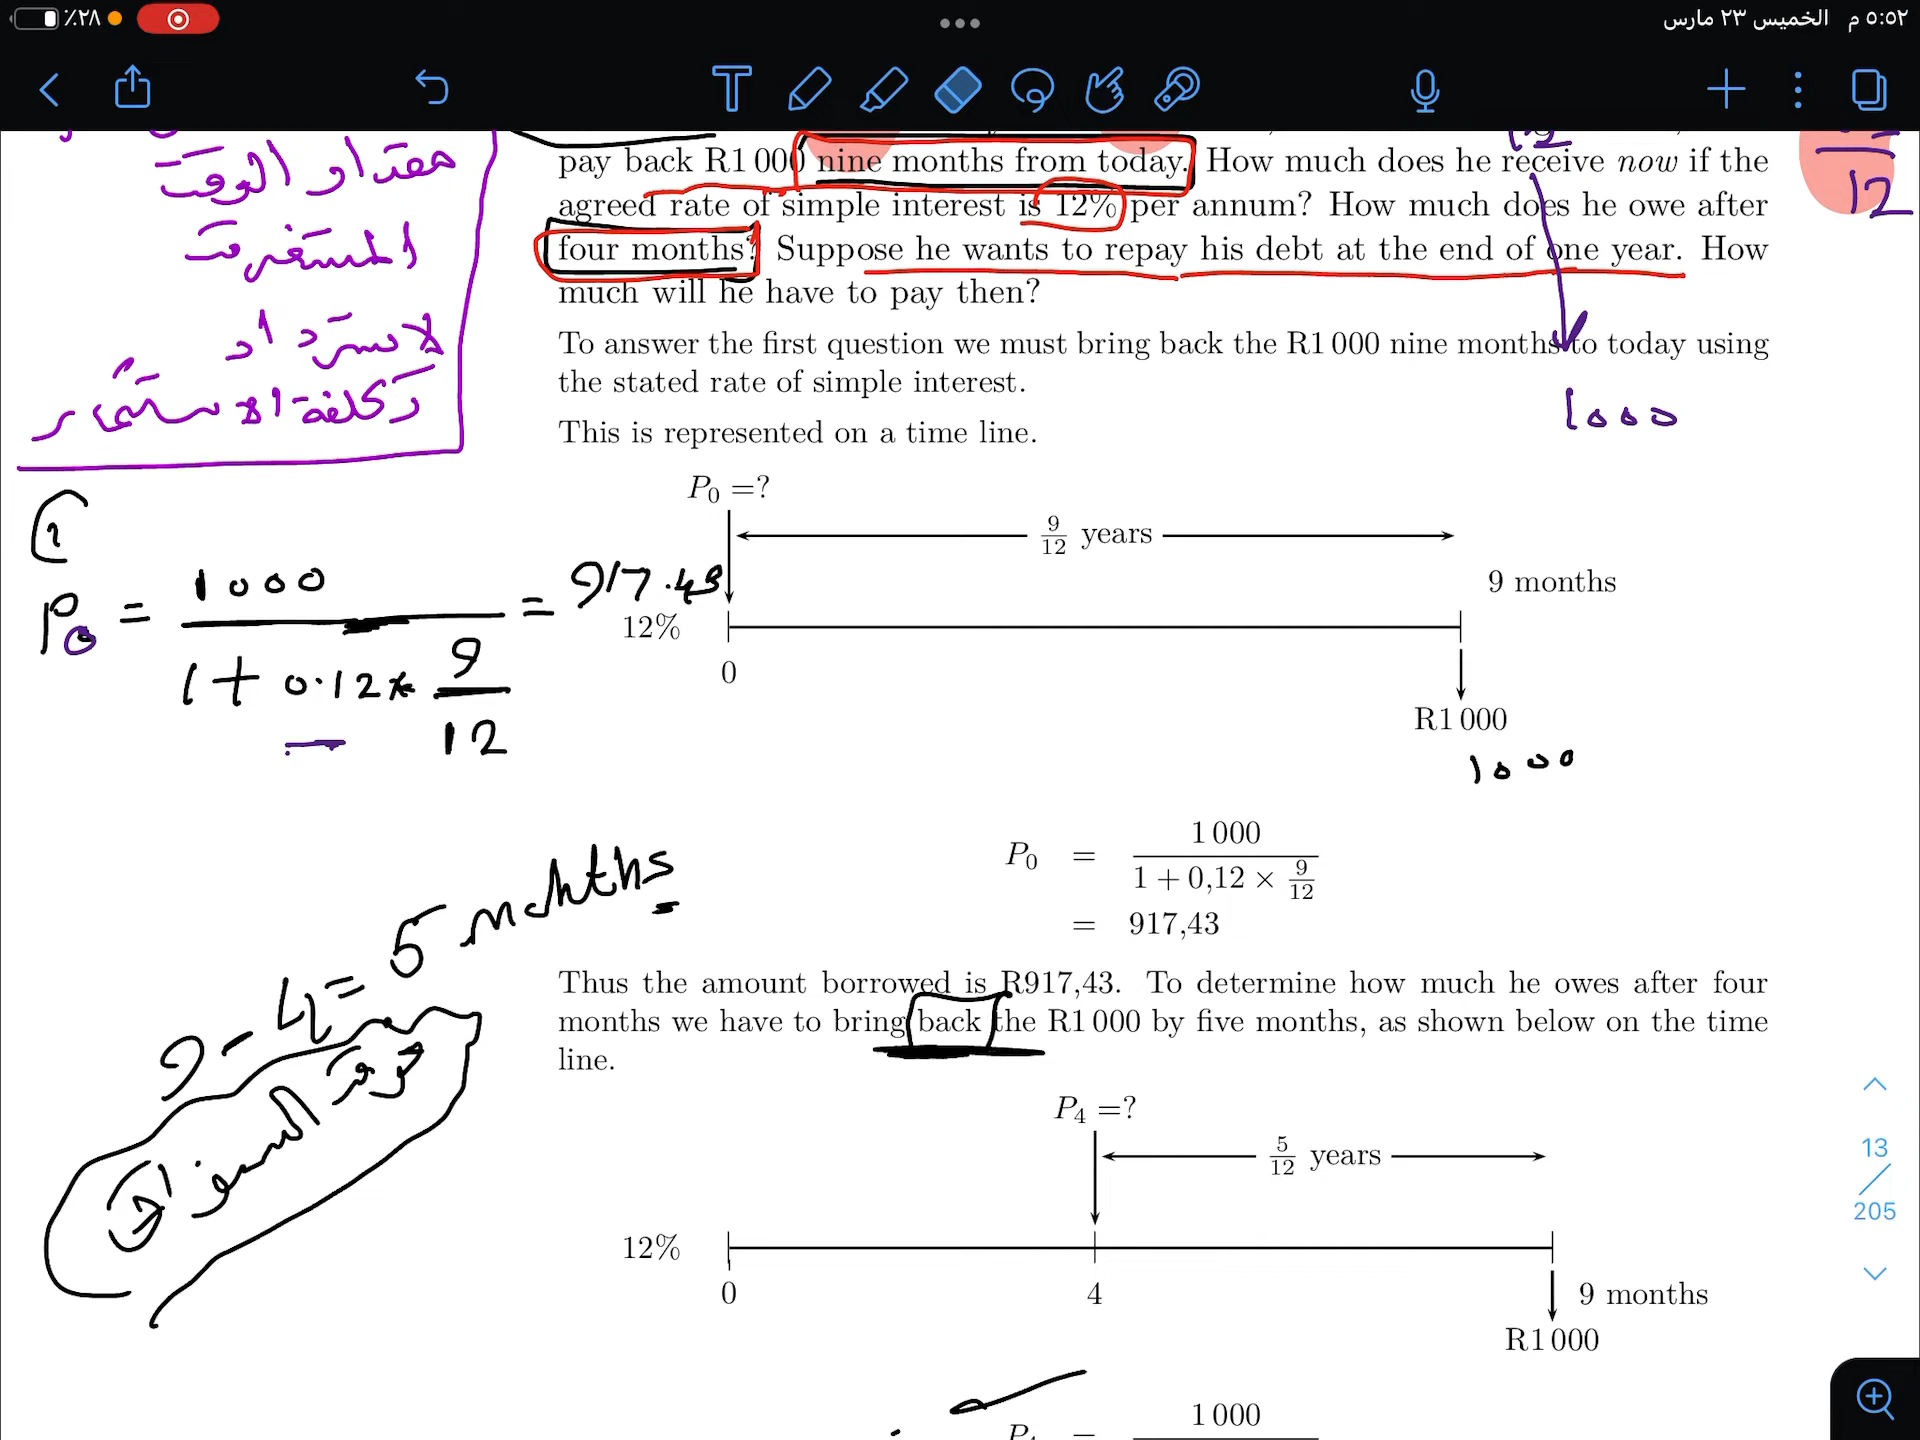 ٪٢٨
٥:٥٢ م الخميس ٢٣ مارس
pay back R1 000 nine months from today. How much does he receive now if the
agreed rate of simple interest is 12% per annum? How much does he owe after
four months? Suppose he wants to repay his debt at the end of one year. How
much will he have to pay then?
12
12
مقدار الوقت
المستغرق
لاسترداد
تكلفة الاستثمار
To answer the first question we must bring back the R1 000 nine months to today using
the stated rate of simple interest.
1000
This is represented on a time line.
P₀ =?
9/12 years
9 months
12%
0
R1 000
1000
P₀ = 1000 / (1 + 0.12 * 9/12) = 917.43
P₀ = 1 000 / (1 + 0,12 × 9/12)
= 917,43
9 - 4 = 5 months
Thus the amount borrowed is R917,43. To determine how much he owes after four
months we have to bring back the R1 000 by five months, as shown below on the time
line.
P₄ =?
5/12 years
12%
0
4
9 months
R1 000
1 000
13
205